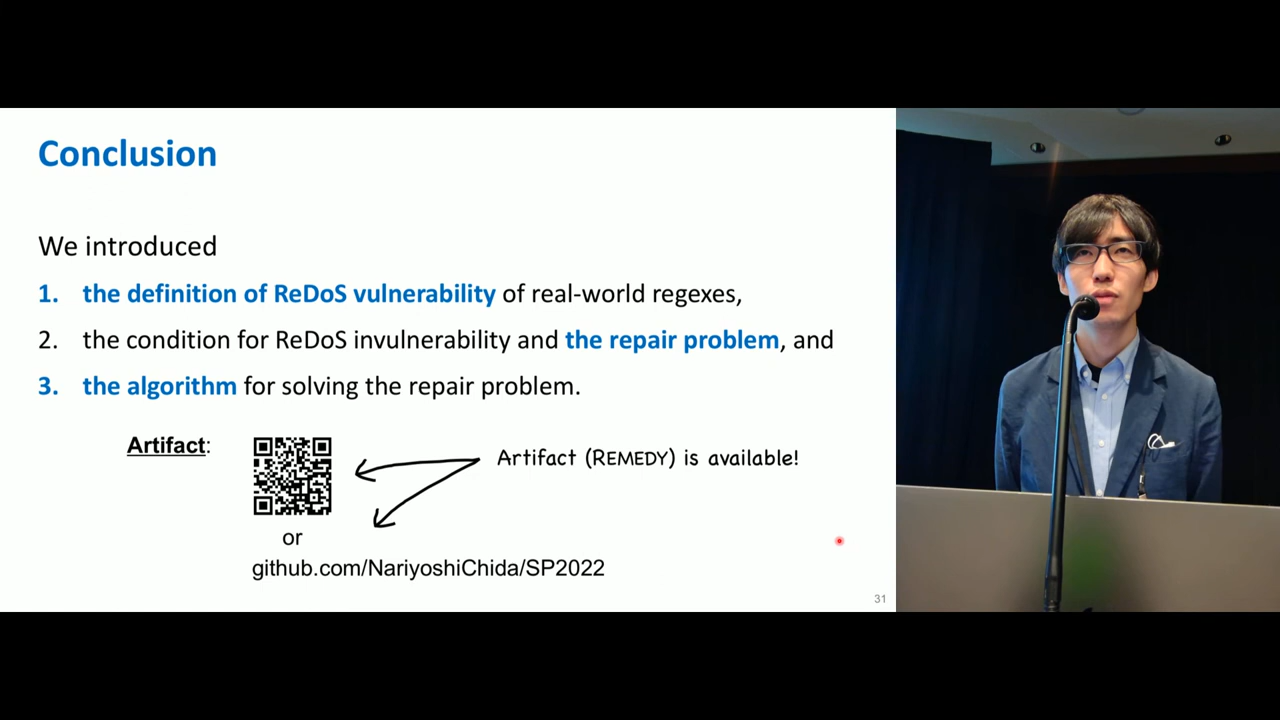 Conclusion
We introduced
1. the definition of ReDoS vulnerability of real-world regexes,
2. the condition for ReDoS invulnerability and the repair problem, and
3. the algorithm for solving the repair problem.
Artifact:
Artifact (REMEDY) is available!
or
github.com/NariyoshiChida/SP2022
31